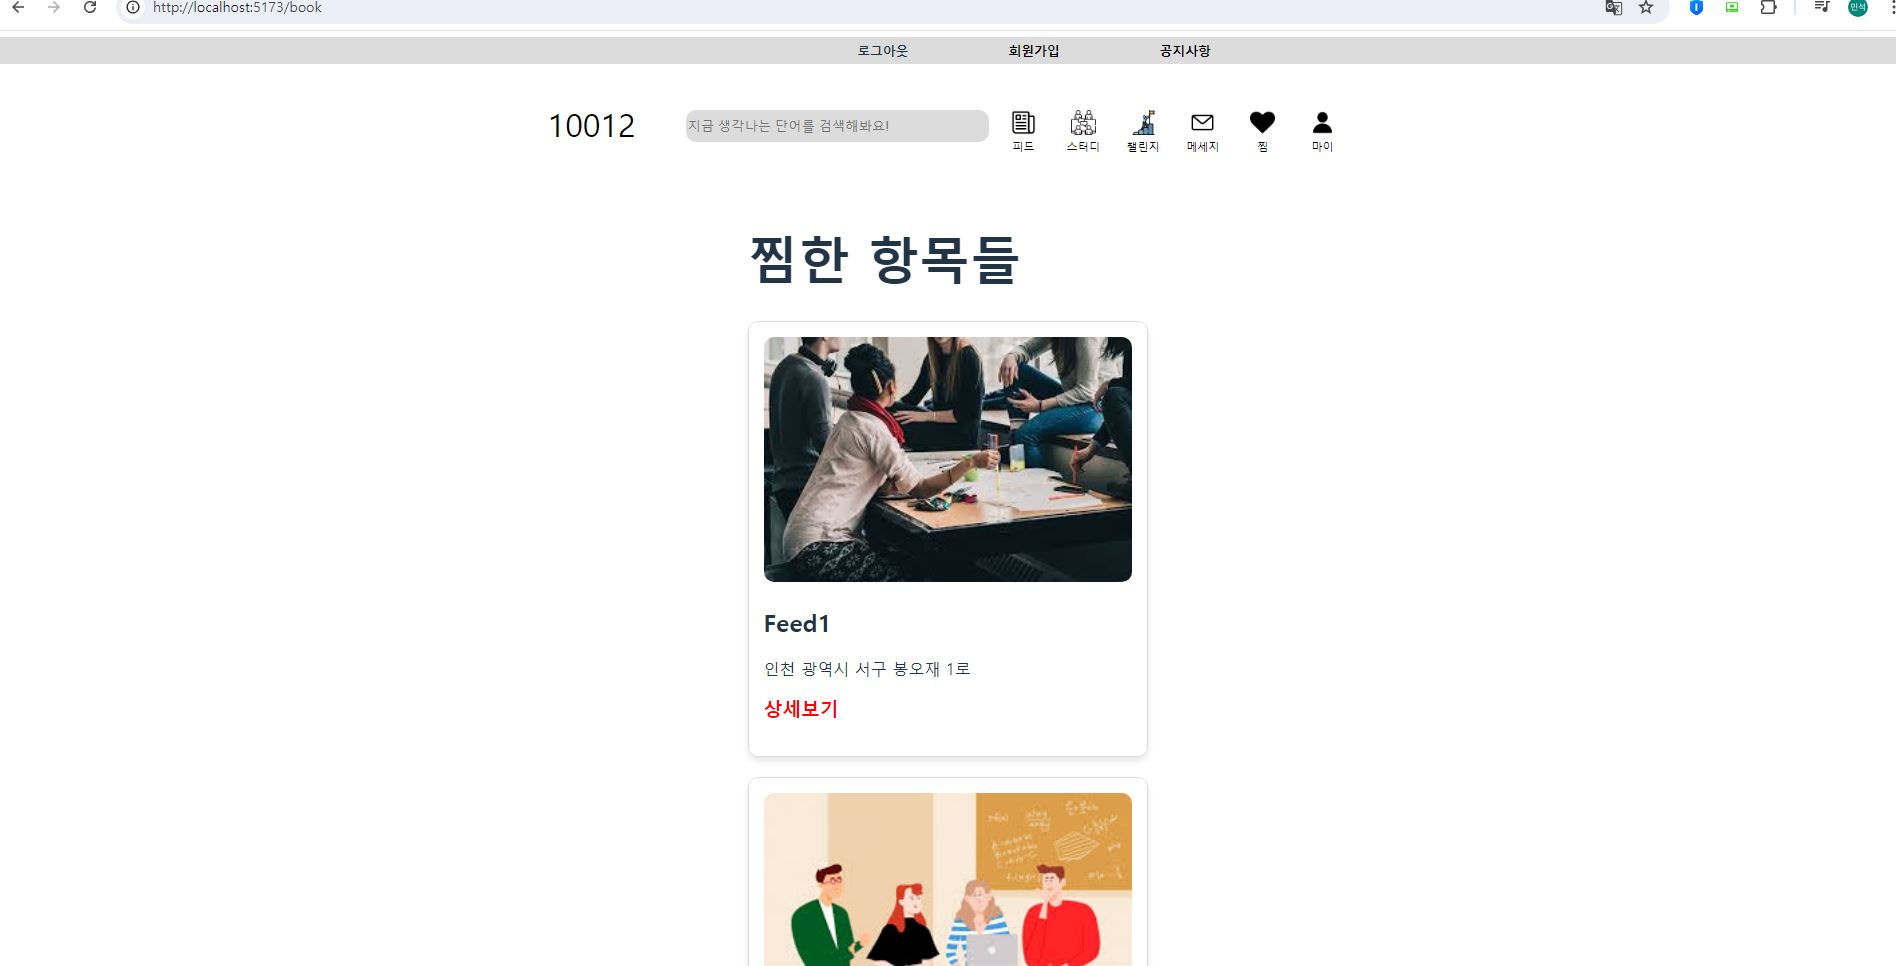 http://localhost:5173/book
민석
로그아웃 회원가입 공지사항
10012 지금 생각나는 단어를 검색해봐요!
피드 스터디 챌린지 메세지 찜 마이
찜한 항목들
Feed1
인천 광역시 서구 봉오재 1로
상세보기